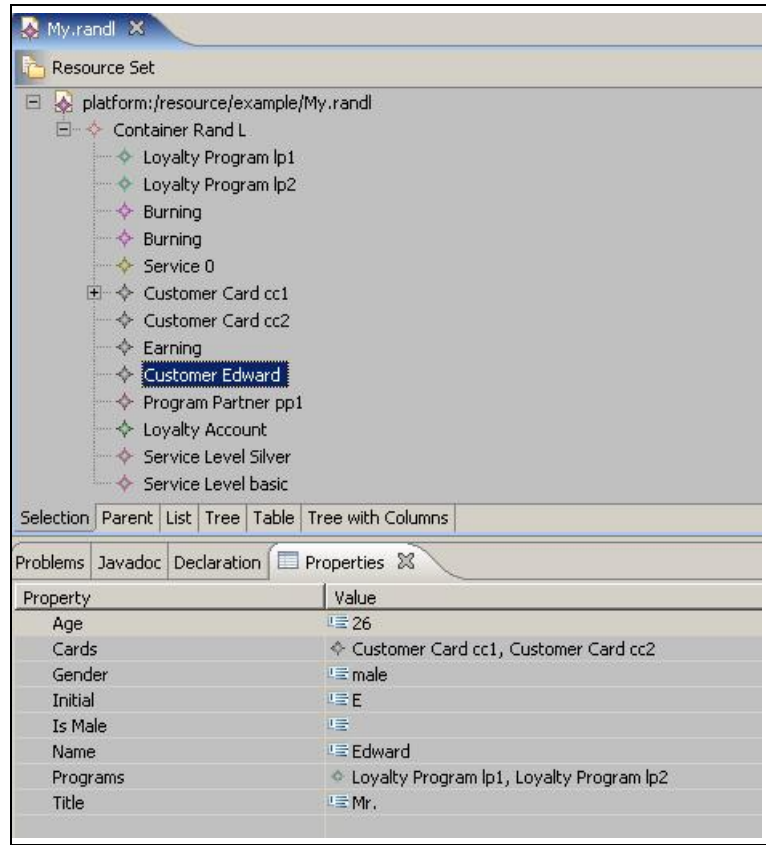 My.randl
Resource Set
platform:/resource/example/My.randl
Container Rand L
Loyalty Program lp1
Loyalty Program lp2
Burning
Burning
Service 0
Customer Card cc1
Customer Card cc2
Earning
Customer Edward
Program Partner pp1
Loyalty Account
Service Level Silver
Service Level basic
Selection Parent List Tree Table Tree with Columns
Problems Javadoc Declaration Properties
Property Value
Age 26
Cards Customer Card cc1, Customer Card cc2
Gender male
Initial E
Is Male
Name Edward
Programs Loyalty Program lp1, Loyalty Program lp2
Title Mr.